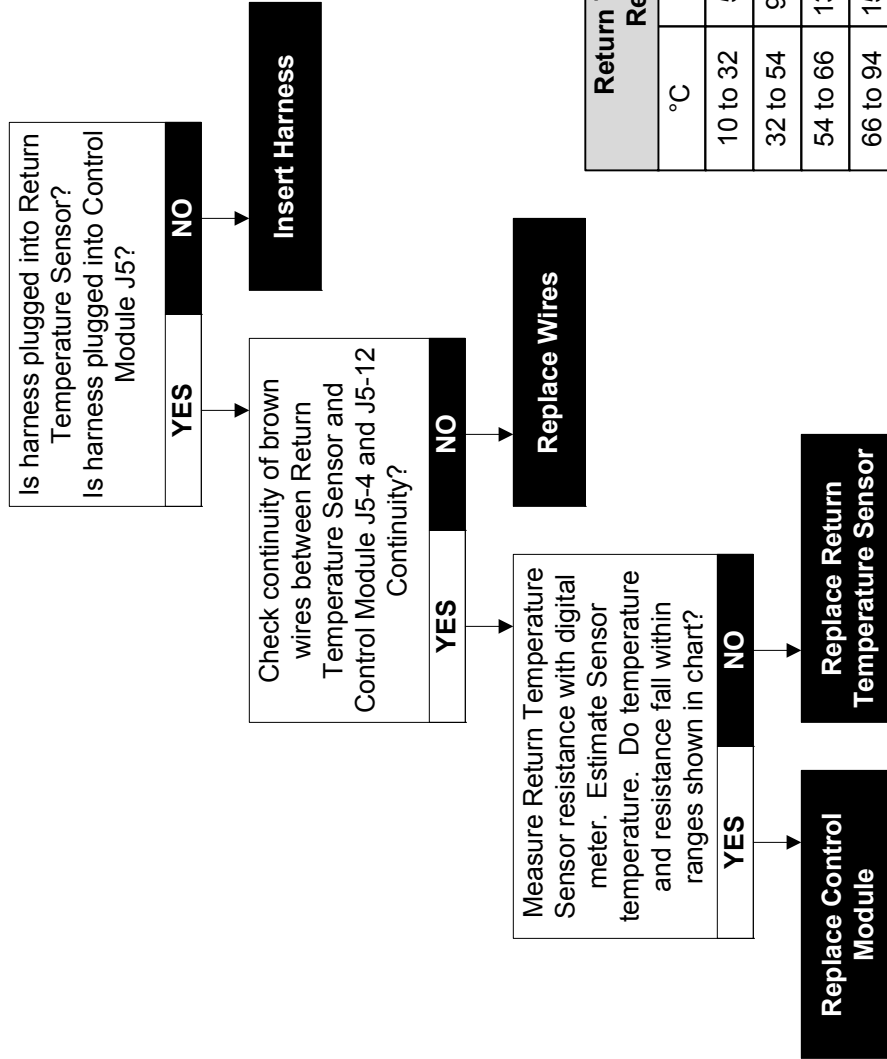 Is harness plugged into Return
Temperature Sensor?
Is harness plugged into Control
Module J5?
YES
NO
Insert Harness
Check continuity of brown
wires between Return
Temperature Sensor and
Control Module J5-4 and J5-12
Continuity?
YES
NO
Replace Wires
Measure Return Temperature
Sensor resistance with digital
meter. Estimate Sensor
temperature. Do temperature
and resistance fall within
ranges shown in chart?
YES
NO
Replace Control
Module
Replace Return
Temperature Sensor
Return
°C
10 to 32
32 to 54
54 to 66
66 to 94